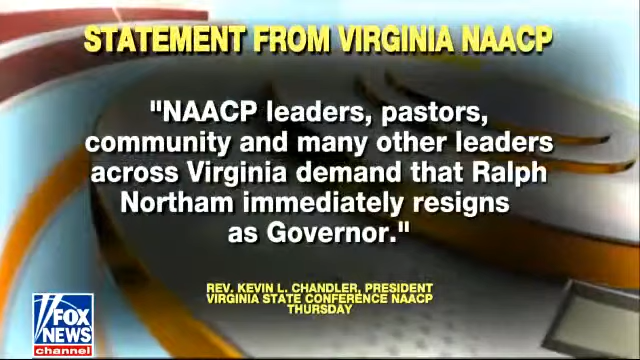 STATEMENT FROM VIRGINIA NAACP
"NAACP leaders, pastors,
community and many other leaders
across Virginia demand that Ralph
Northam immediately resigns
as Governor."
REV. KEVIN L. CHANDLER, PRESIDENT
VIRGINIA STATE CONFERENCE NAACP
THURSDAY
FOX
NEWS
channel